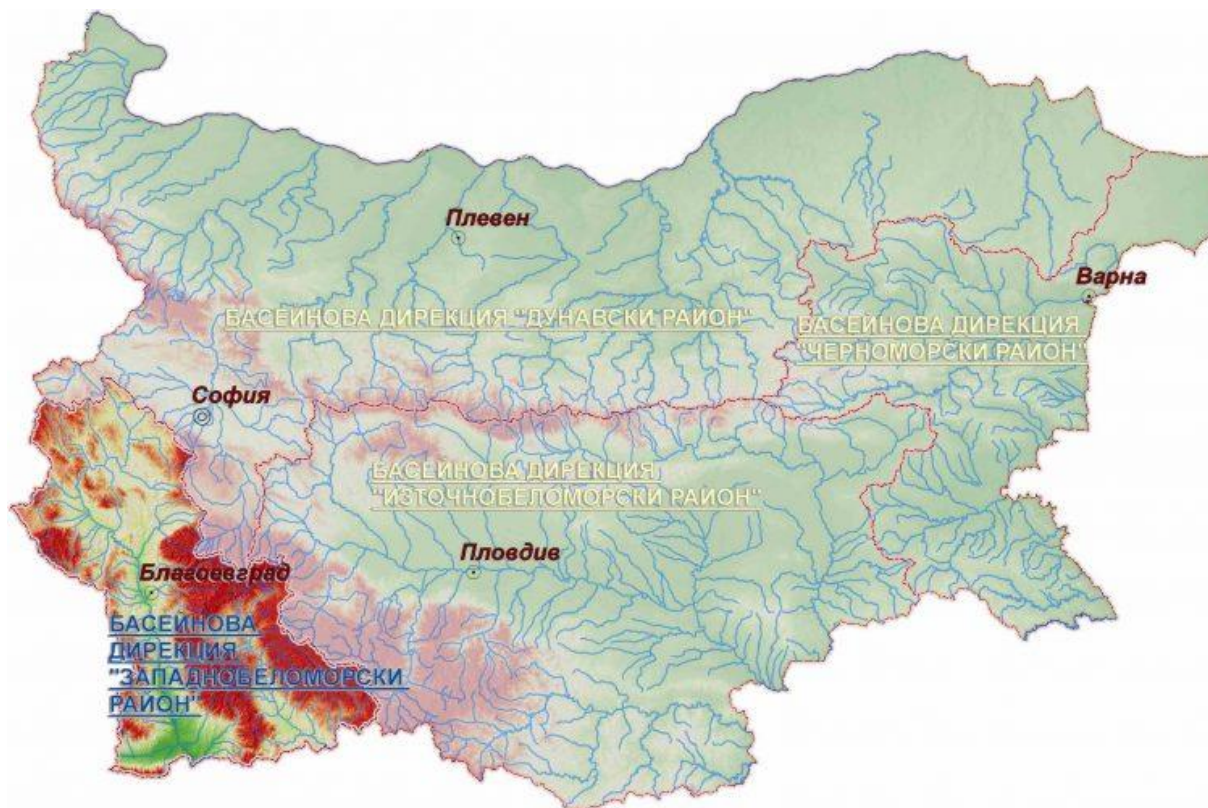 Плевен
Варна
БАСЕЙНОВА ДИРЕКЦИЯ "ДУНАВСКИ РАЙОН"
БАСЕЙНОВА ДИРЕКЦИЯ
"ЧЕРНОМОРСКИ РАЙОН"
София
БАСЕЙНОВА ДИРЕКЦИЯ
"ИЗТОЧНОБЕЛОМОРСКИ РАЙОН"
Пловдив
Благоевград
БАСЕЙНОВА
ДИРЕКЦИЯ
"ЗАПАДНОБЕЛОМОРСКИ
РАЙОН"